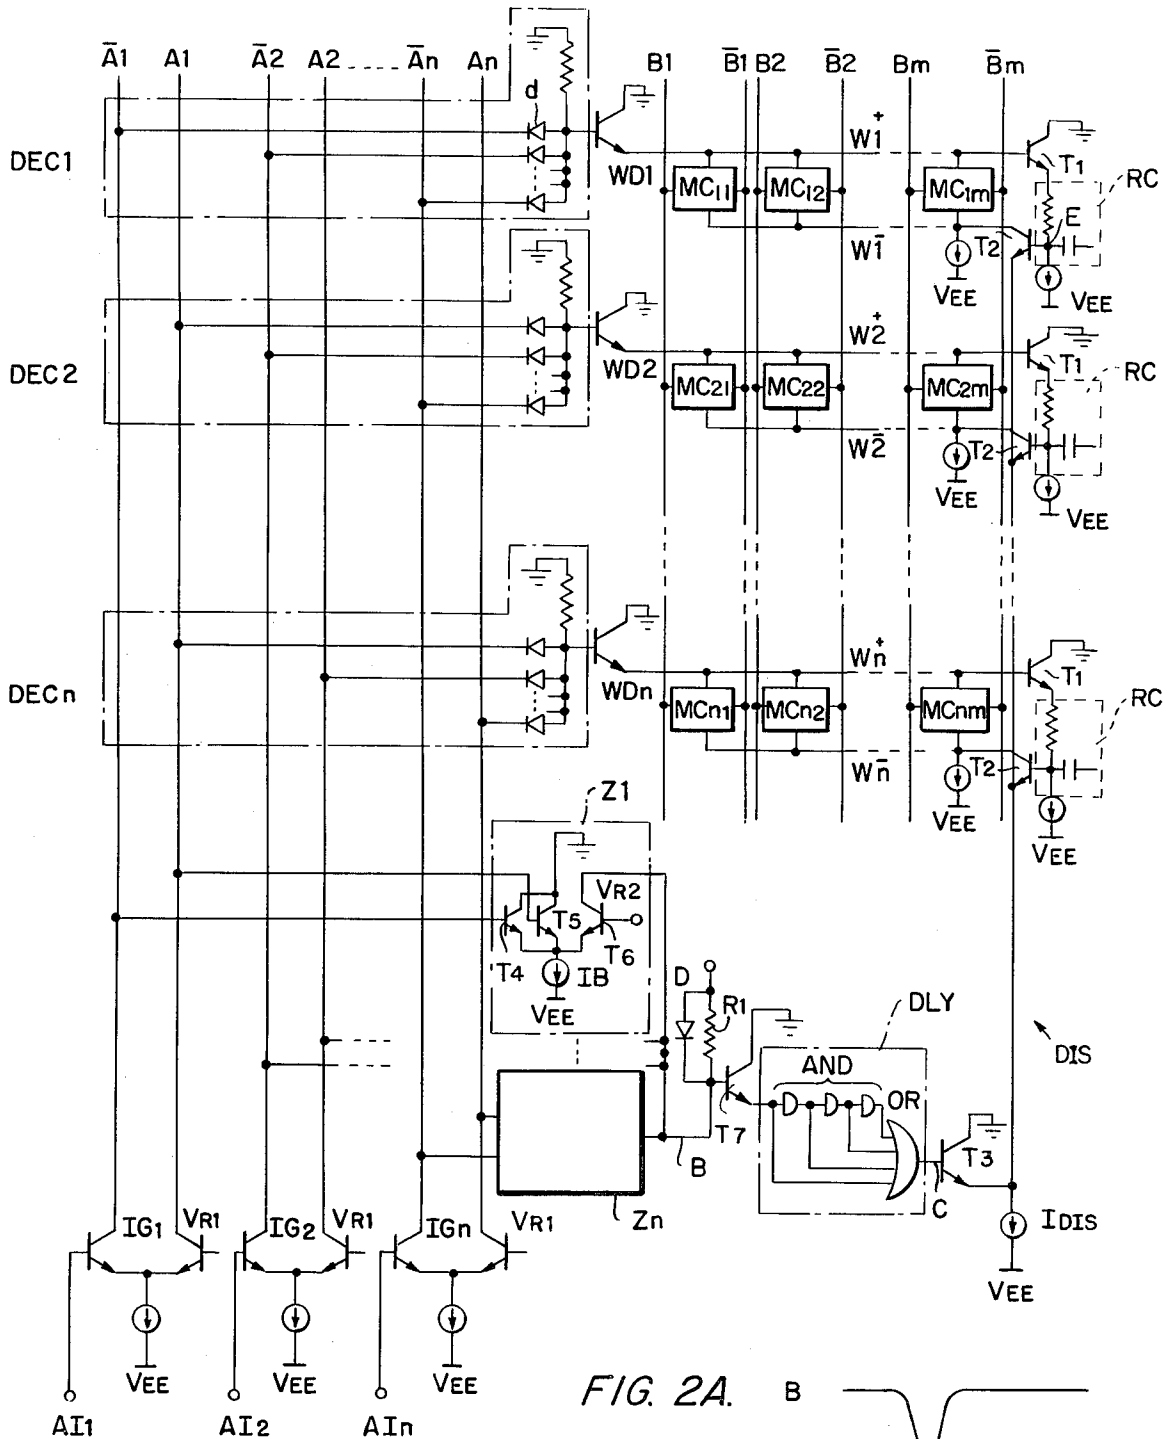 Ā1 A1 Ā2 A2 Ān An
B1 B̄1 B2 B̄2 Bm B̄m
d
DEC1
WD1
W1+
MC11 MC12 MC1m
T1
RC
E
T2
W1̄
VEE
VEE
DEC2
WD2
W2+
MC21 MC22 MC2m
T1
RC
T2
W2̄
VEE
VEE
DECn
WDn
Wn+
MCn1 MCn2 MCnm
T1
RC
T2
Wn̄
VEE
VEE
Z1
VR2
T4 T5 T6
IB
VEE
D
R1
DLY
DIS
AND
OR
T7
T3
B
C
Zn
IG1 VR1 IG2 VR1 IGn VR1
IDIS
VEE
VEE VEE VEE
AI1 AI2 AIn
FIG. 2A.
B